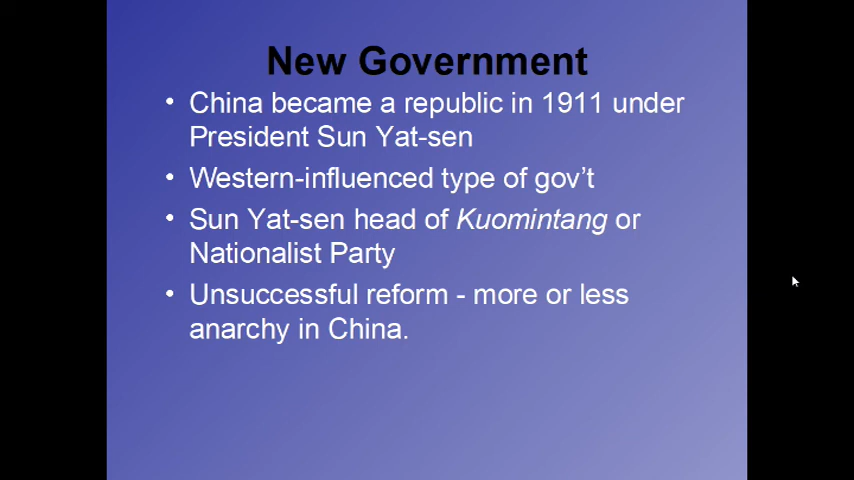 New Government
• China became a republic in 1911 under
President Sun Yat-sen
• Western-influenced type of gov’t
• Sun Yat-sen head of Kuomintang or
Nationalist Party
• Unsuccessful reform - more or less
anarchy in China.